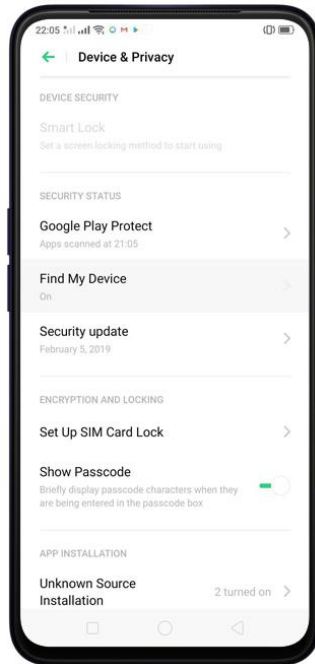 22:05
Device & Privacy
DEVICE SECURITY
Smart Lock
Set a screen locking method to start using
SECURITY STATUS
Google Play Protect
Apps scanned at 21:05
Find My Device
On
Security update
February 5, 2019
ENCRYPTION AND LOCKING
Set Up SIM Card Lock
Show Passcode
Briefly display passcode characters when they
are being entered in the passcode box
APP INSTALLATION
Unknown Source
Installation
2 turned on